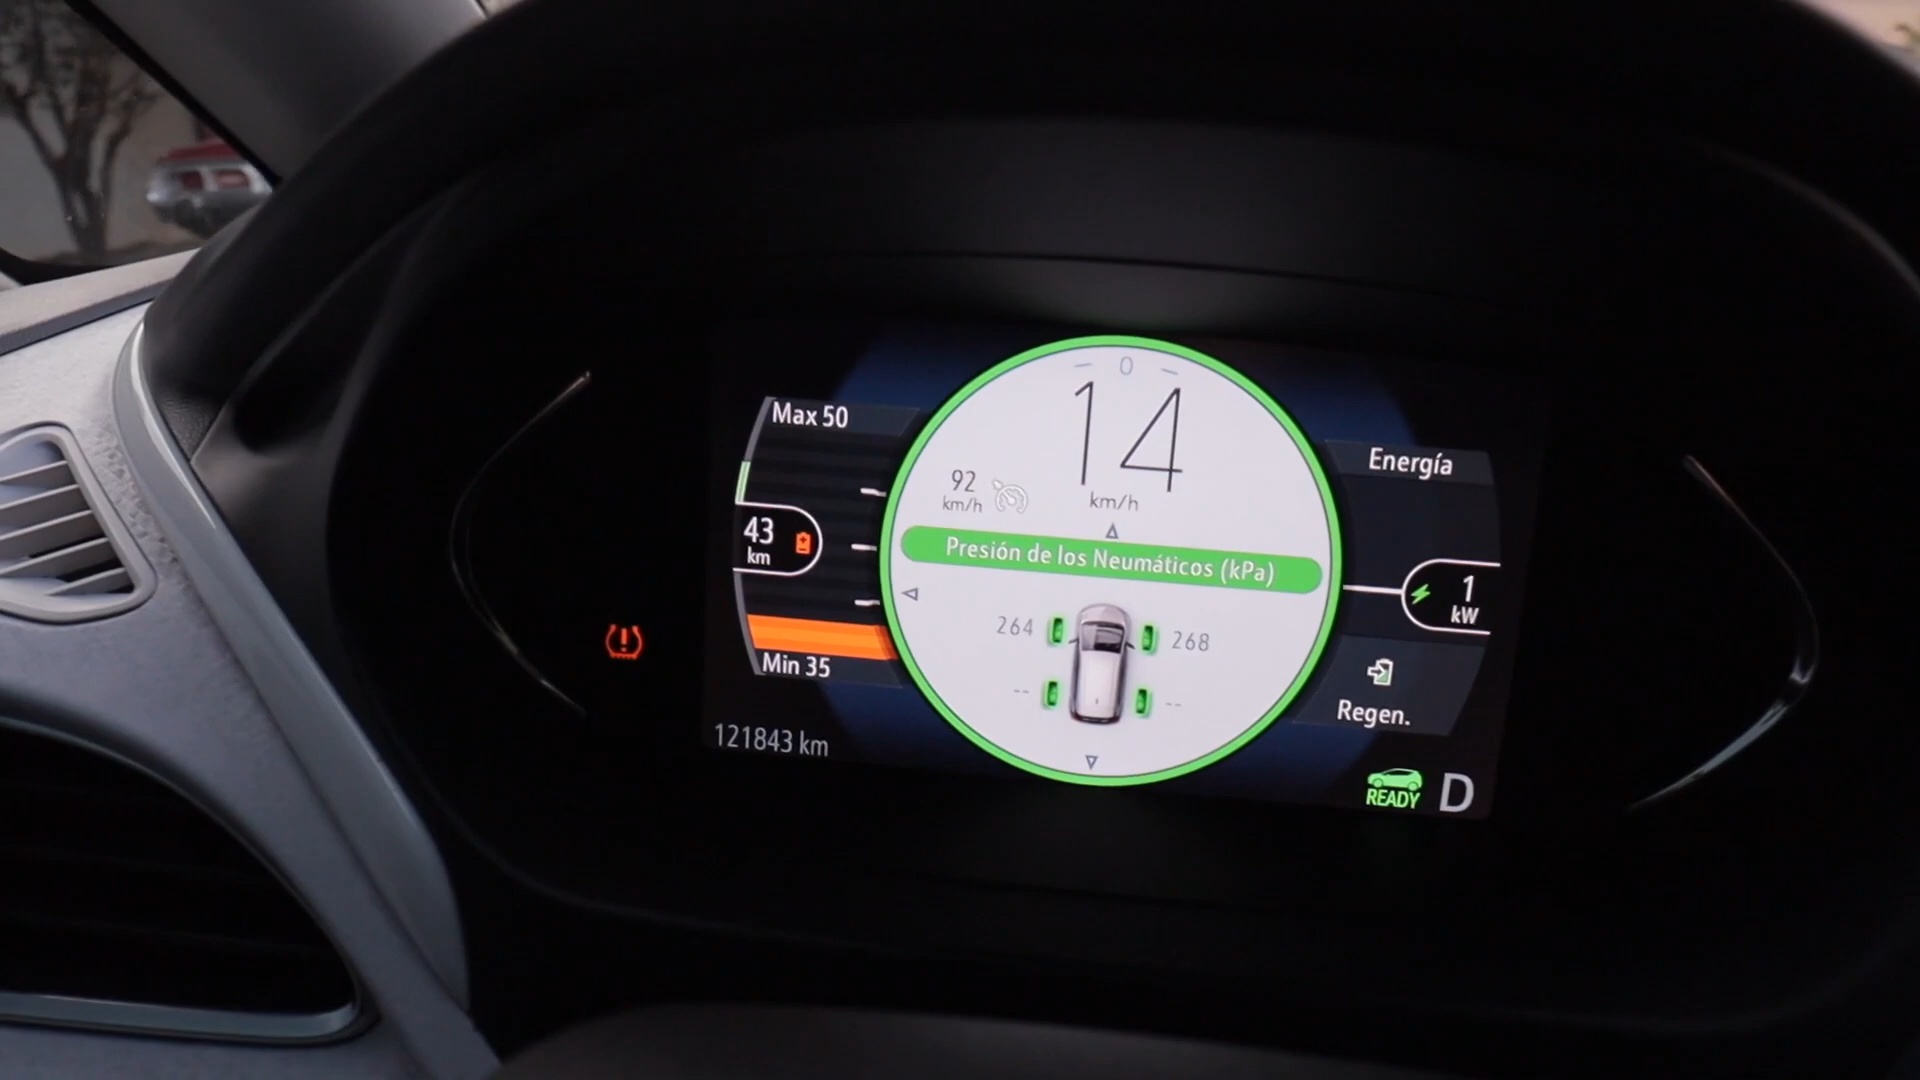 0
14
km/h
92
km/h
Presión de los Neumáticos (kPa)
264
268
--
--
Max 50
43
km
Min 35
121843 km
Energía
1
kW
Regen.
READY
D